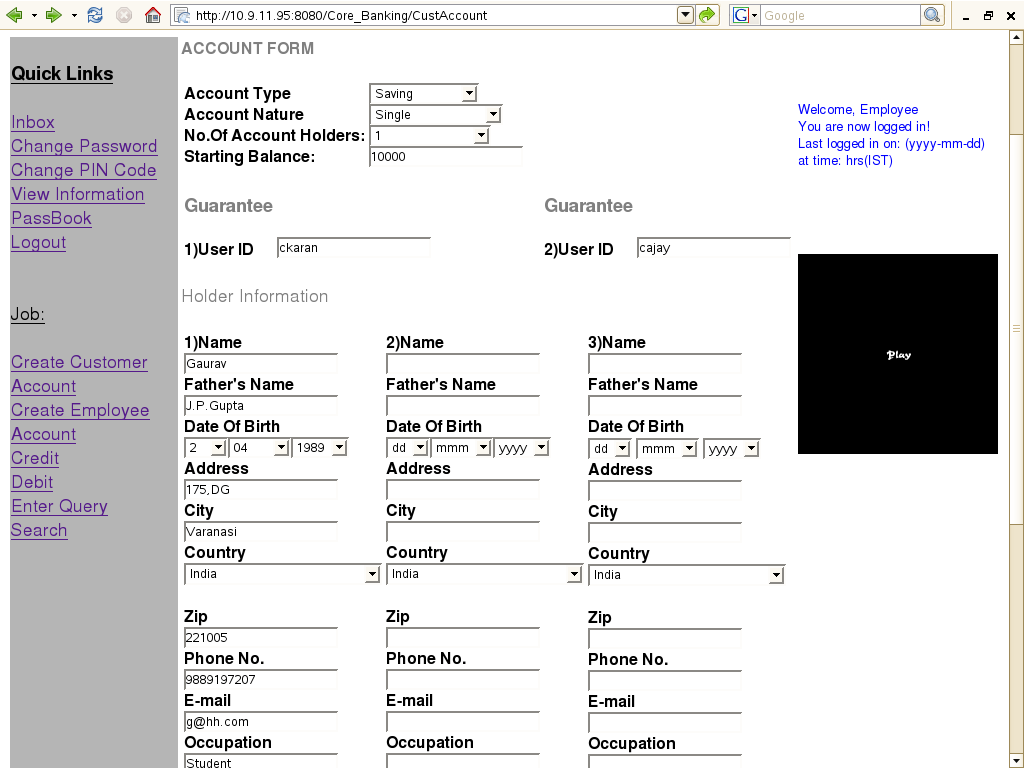 http://10.9.11.95:8080/Core_Banking/CustAccount
G Google
ACCOUNT FORM
Quick Links
Inbox
Change Password
Change PIN Code
View Information
PassBook
Logout
Job:
Create Customer
Account
Create Employee
Account
Credit
Debit
Enter Query
Search
Account Type Saving
Account Nature Single
No.Of Account Holders: 1
Starting Balance: 10000
Welcome, Employee
You are now logged in!
Last logged in on: (yyyy-mm-dd)
at time: hrs(IST)
Guarantee Guarantee
1)User ID ckaran 2)User ID cajay
Play
Holder Information
1)Name 2)Name 3)Name
Gaurav
Father's Name Father's Name Father's Name
J.P.Gupta
Date Of Birth Date Of Birth Date Of Birth
2 04 1989 dd mmm yyyy dd mmm yyyy
Address Address Address
175,DG
City City City
Varanasi
Country Country Country
India India India
Zip Zip Zip
221005
Phone No. Phone No. Phone No.
9889197207
E-mail E-mail E-mail
g@hh.com
Occupation Occupation Occupation
Student